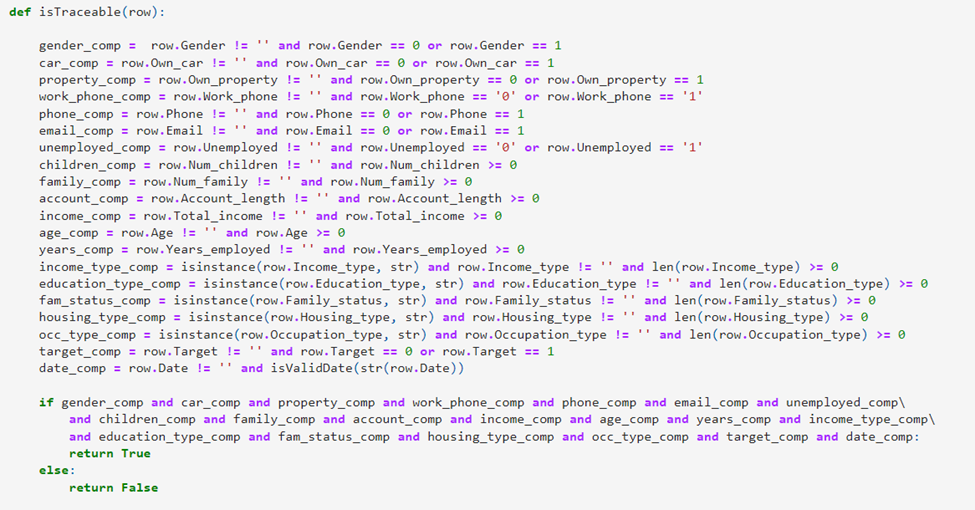 def isTraceable(row):
gender_comp =  row.Gender != '' and row.Gender == 0 or row.Gender == 1
car_comp = row.Own_car != '' and row.Own_car == 0 or row.Own_car == 1
property_comp = row.Own_property != '' and row.Own_property == 0 or row.Own_property == 1
work_phone_comp = row.Work_phone != '' and row.Work_phone == '0' or row.Work_phone == '1'
phone_comp = row.Phone != '' and row.Phone == 0 or row.Phone == 1
email_comp = row.Email != '' and row.Email == 0 or row.Email == 1
unemployed_comp = row.Unemployed != '' and row.Unemployed == '0' or row.Unemployed == '1'
children_comp = row.Num_children != '' and row.Num_children >= 0
family_comp = row.Num_family != '' and row.Num_family >= 0
account_comp = row.Account_length != '' and row.Account_length >= 0
income_comp = row.Total_income != '' and row.Total_income >= 0
age_comp = row.Age != '' and row.Age >= 0
years_comp = row.Years_employed != '' and row.Years_employed >= 0
income_type_comp = isinstance(row.Income_type, str) and row.Income_type != '' and len(row.Income_type) >= 0
education_type_comp = isinstance(row.Education_type, str) and row.Education_type != '' and len(row.Education_type) >= 0
fam_status_comp = isinstance(row.Family_status, str) and row.Family_status != '' and len(row.Family_status) >= 0
housing_type_comp = isinstance(row.Housing_type, str) and row.Housing_type != '' and len(row.Housing_type) >= 0
occ_type_comp = isinstance(row.Occupation_type, str) and row.Occupation_type != '' and len(row.Occupation_type) >= 0
target_comp = row.Target != '' and row.Target == 0 or row.Target == 1
date_comp = row.Date != '' and isValidDate(str(row.Date))
if gender_comp and car_comp and property_comp and work_phone_comp and phone_comp and email_comp and unemployed_comp\
and children_comp and family_comp and account_comp and income_comp and age_comp and years_comp and income_type_comp\
and education_type_comp and fam_status_comp and housing_type_comp and occ_type_comp and target_comp and date_comp:
return True
else:
return False